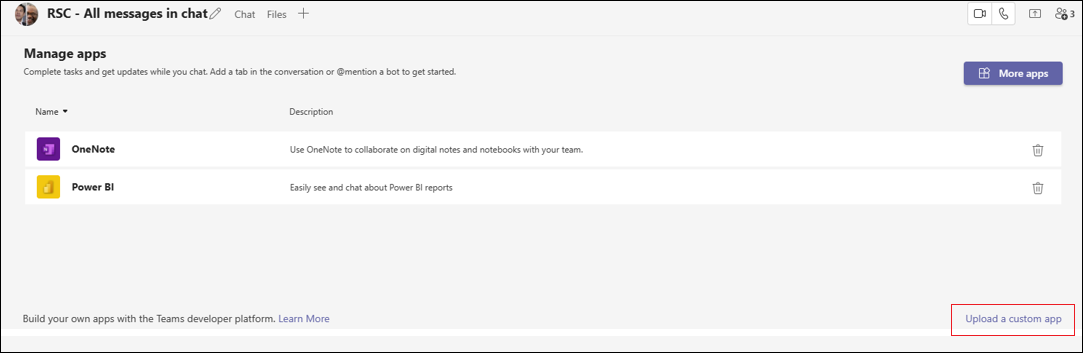 RSC - All messages in chat Chat Files 3
Manage apps
Complete tasks and get updates while you chat. Add a tab in the conversation or @mention a bot to get started.
More apps
Name Description
OneNote Use OneNote to collaborate on digital notes and notebooks with your team.
Power BI Easily see and chat about Power BI reports
Build your own apps with the Teams developer platform. Learn More Upload a custom app